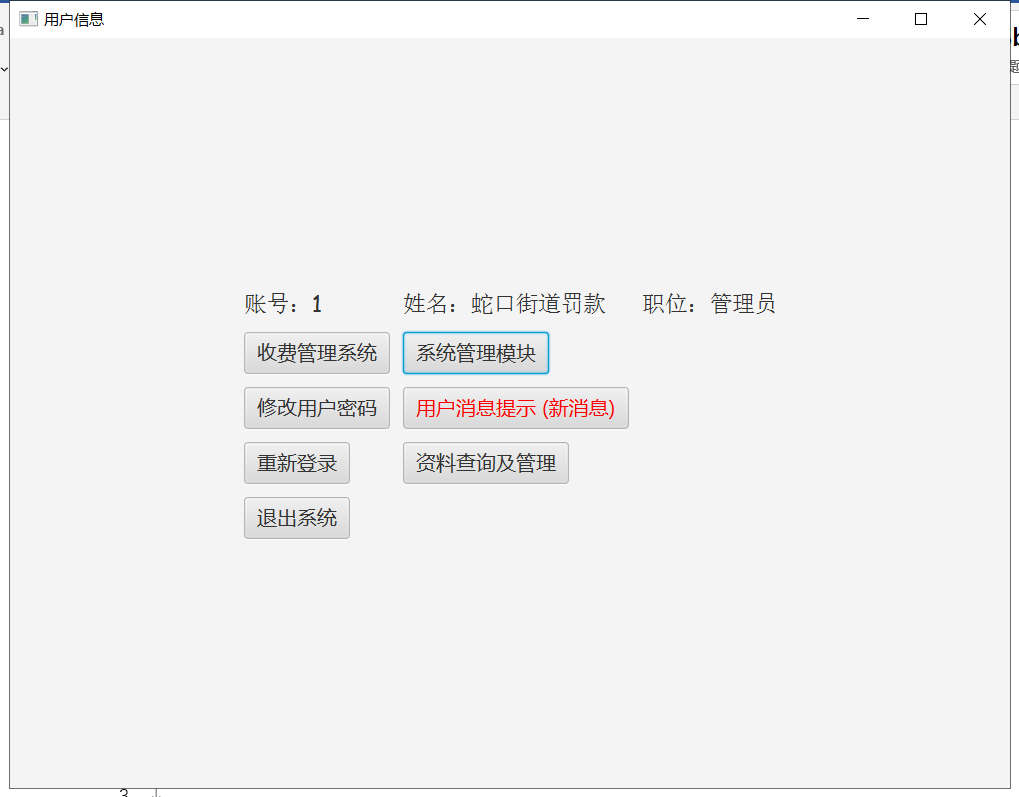 用户信息
账号：1 姓名：蛇口街道罚款 职位：管理员
收费管理系统 系统管理模块
修改用户密码 用户消息提示 (新消息)
重新登录 资料查询及管理
退出系统
3